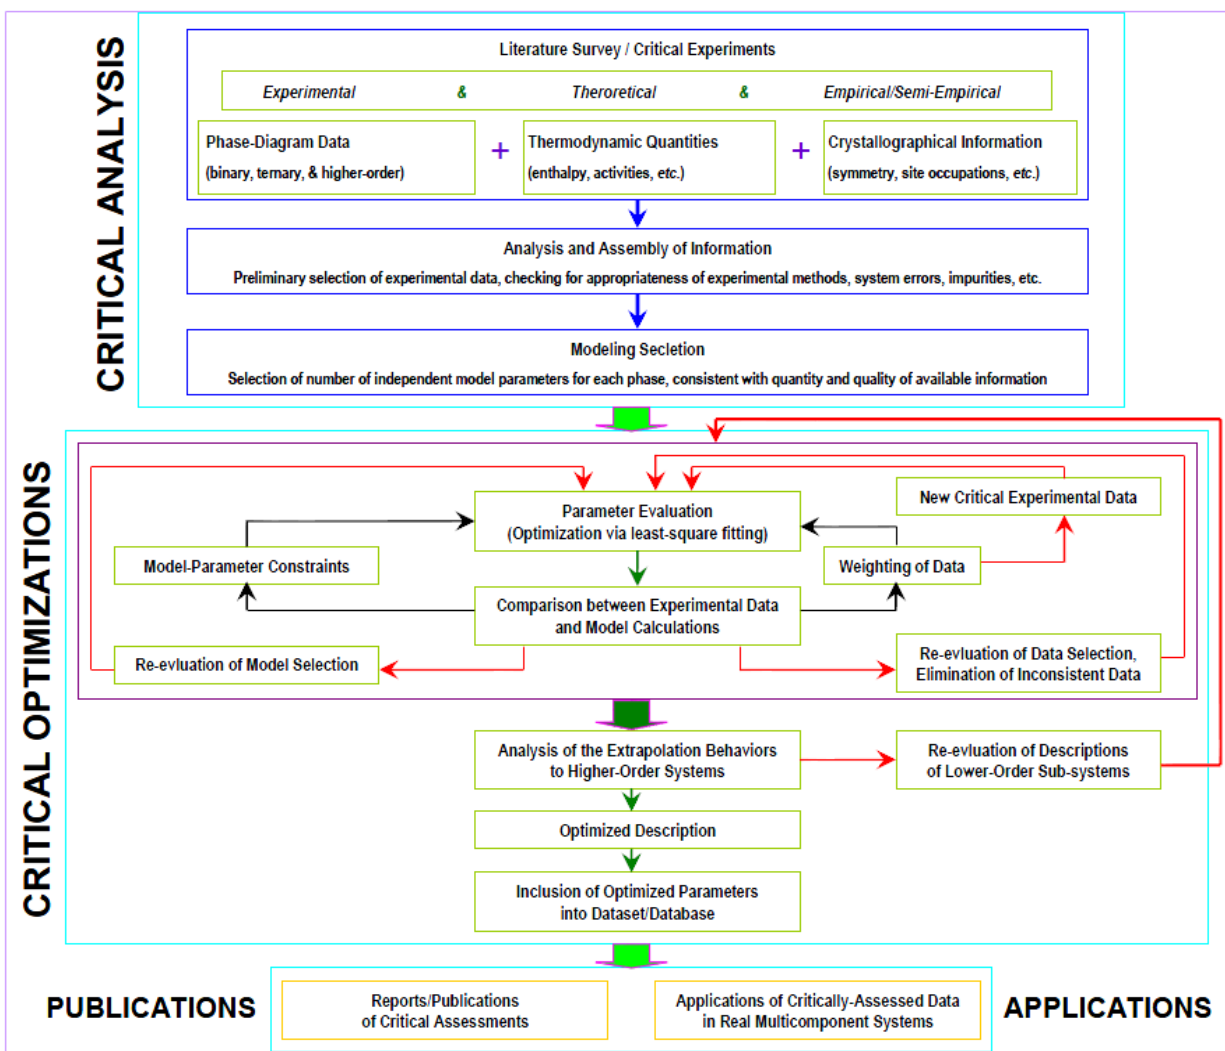 CRITICAL ANALYSIS
Literature Survey / Critical Experiments
Experimental & Theroretical & Empirical/Semi-Empirical
Phase-Diagram Data
(binary, ternary, & higher-order)
+
Thermodynamic Quantities
(enthalpy, activities, etc.)
+
Crystallographical Information
(symmetry, site occupations, etc.)
Analysis and Assembly of Information
Preliminary selection of experimental data, checking for appropriateness of experimental methods, system errors, impurities, etc.
Modeling Secletion
Selection of number of independent model parameters for each phase, consistent with quantity and quality of available information
CRITICAL OPTIMIZATIONS
Parameter Evaluation
(Optimization via least-square fitting)
New Critical Experimental Data
Model-Parameter Constraints
Weighting of Data
Comparison between Experimental Data
and Model Calculations
Re-evluation of Model Selection
Re-evluation of Data Selection,
Elimination of Inconsistent Data
Analysis of the Extrapolation Behaviors
to Higher-Order Systems
Re-evluation of Descriptions
of Lower-Order Sub-systems
Optimized Description
Inclusion of Optimized Parameters
into Dataset/Database
PUBLICATIONS
Reports/Publications
of Critical Assessments
Applications of Critically-Assessed Data
in Real Multicomponent Systems
APPLICATIONS